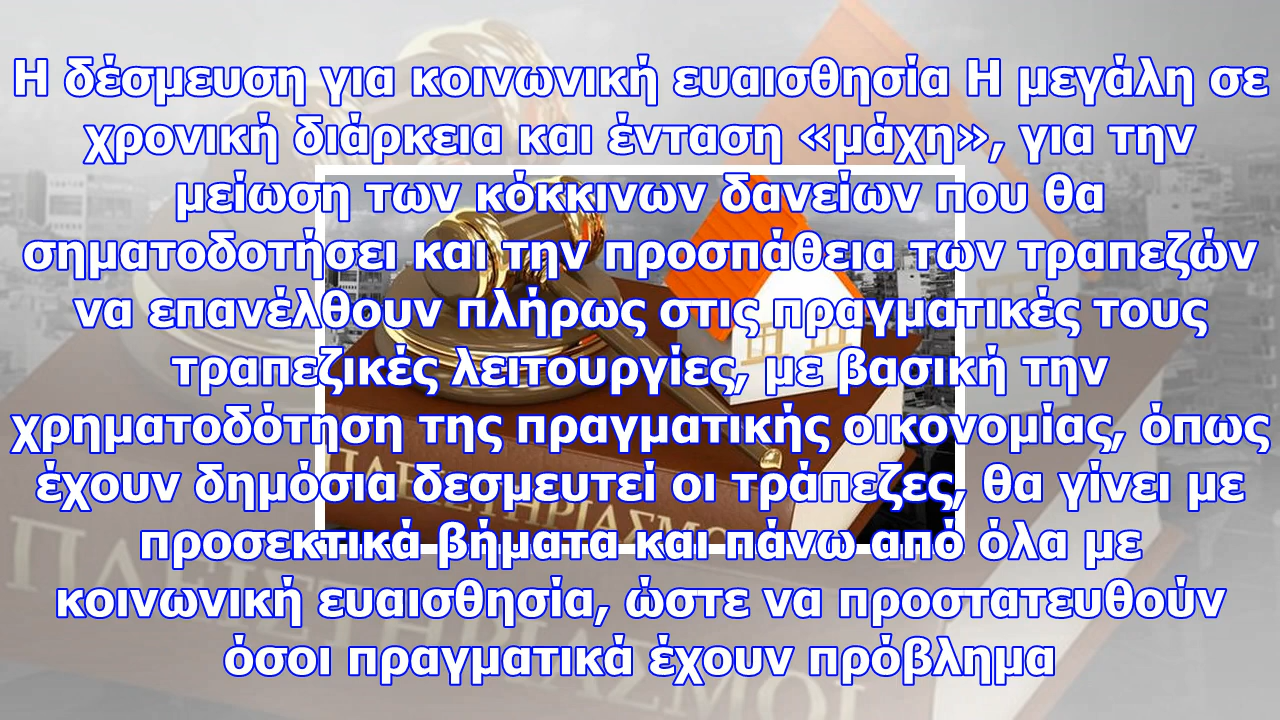 Η δέσμευση για κοινωνική ευαισθησία Η μεγάλη σε
χρονική διάρκεια και ένταση «μάχη», για την
μείωση των κόκκινων δανείων που θα
σηματοδοτήσει και την προσπάθεια των τραπεζών
να επανέλθουν πλήρως στις πραγματικές τους
τραπεζικές λειτουργίες, με βασική την
χρηματοδότηση της πραγματικής οικονομίας, όπως
έχουν δημόσια δεσμευτεί οι τράπεζες, θα γίνει με
προσεκτικά βήματα και πάνω από όλα με
κοινωνική ευαισθησία, ώστε να προστατευθούν
όσοι πραγματικά έχουν πρόβλημα
ΠΛΕΙΣΤΗΡΙΑΣΜΟΙ
ΠΛΕΙΣΤΗΡΙΑΣΜΟΙ